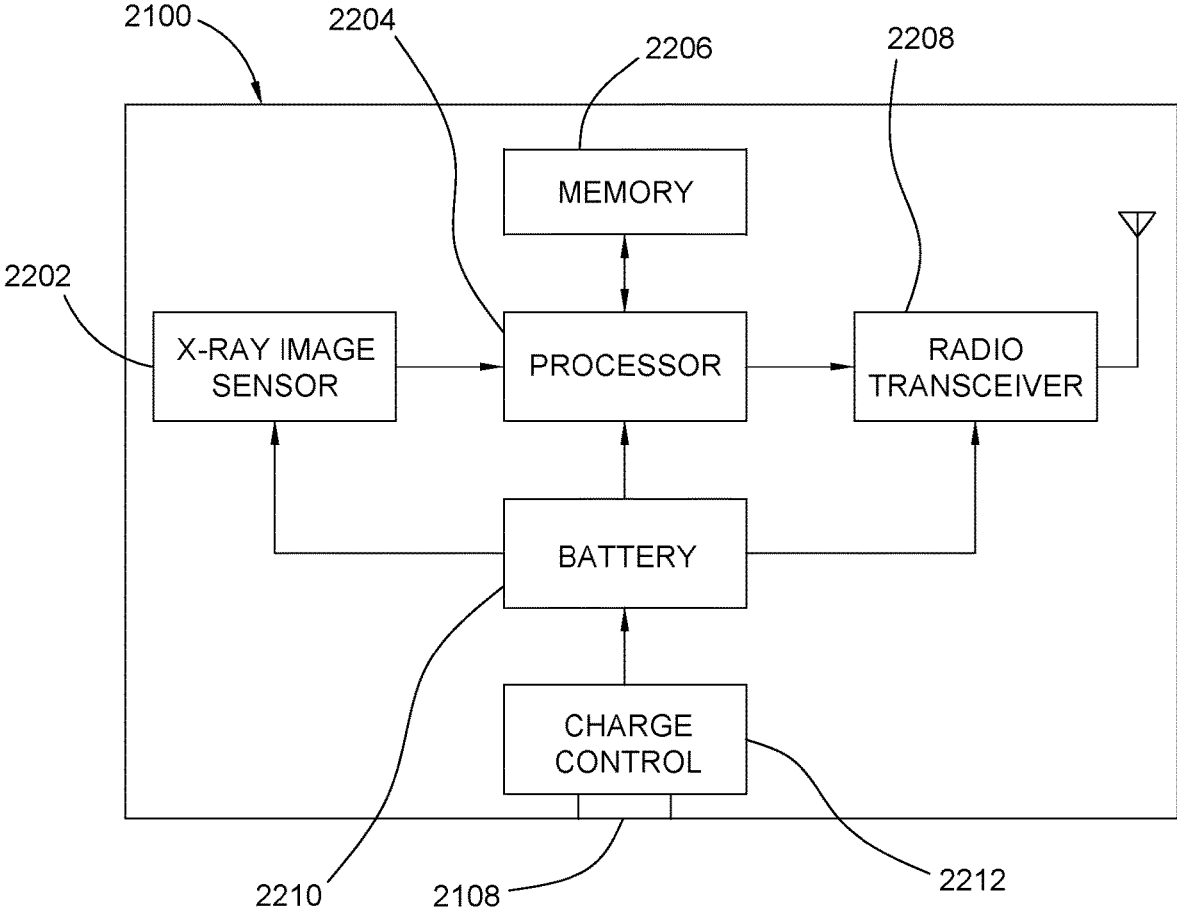 2100
2204
2206
2208
MEMORY
2202
X-RAY IMAGE
SENSOR
PROCESSOR
RADIO
TRANSCEIVER
BATTERY
CHARGE
CONTROL
2210
2108
2212